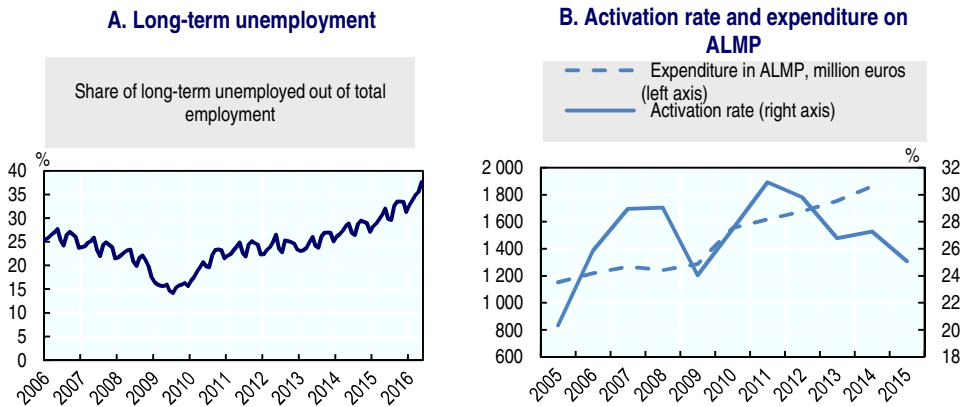 A. Long-term unemployment
Share of long-term unemployed out of total
employment
%
40
35
30
25
20
15
10
5
0
2006 2007 2008 2009 2010 2011 2012 2013 2014 2015 2016
B. Activation rate and expenditure on
ALMP
Expenditure in ALMP, million euros
(left axis)
Activation rate (right axis)
%
2 000
1 800
1 600
1 400
1 200
1 000
800
600
32
30
28
26
24
22
20
18
2005 2006 2007 2008 2009 2010 2011 2012 2013 2014 2015